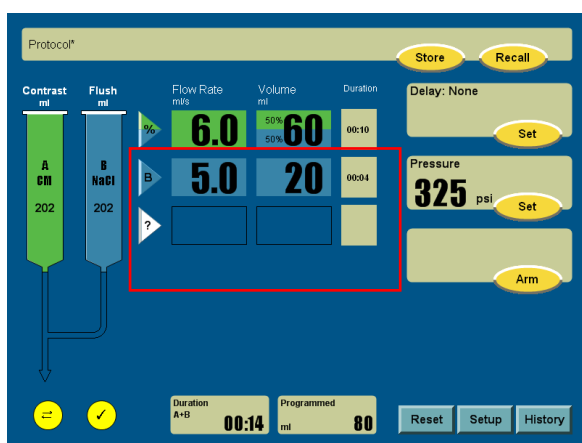 Protocol*
Store Recall
Contrast Flush Flow Rate Volume Duration Delay: None
ml ml ml/s ml
% 6.0 50% 50% 60 00:10 Set
A B B 5.0 20 00:04 Pressure
CM NaCl 325 psi Set
202 202 ?
Arm
Duration Programmed
A+B 00:14 ml 80 Reset Setup History